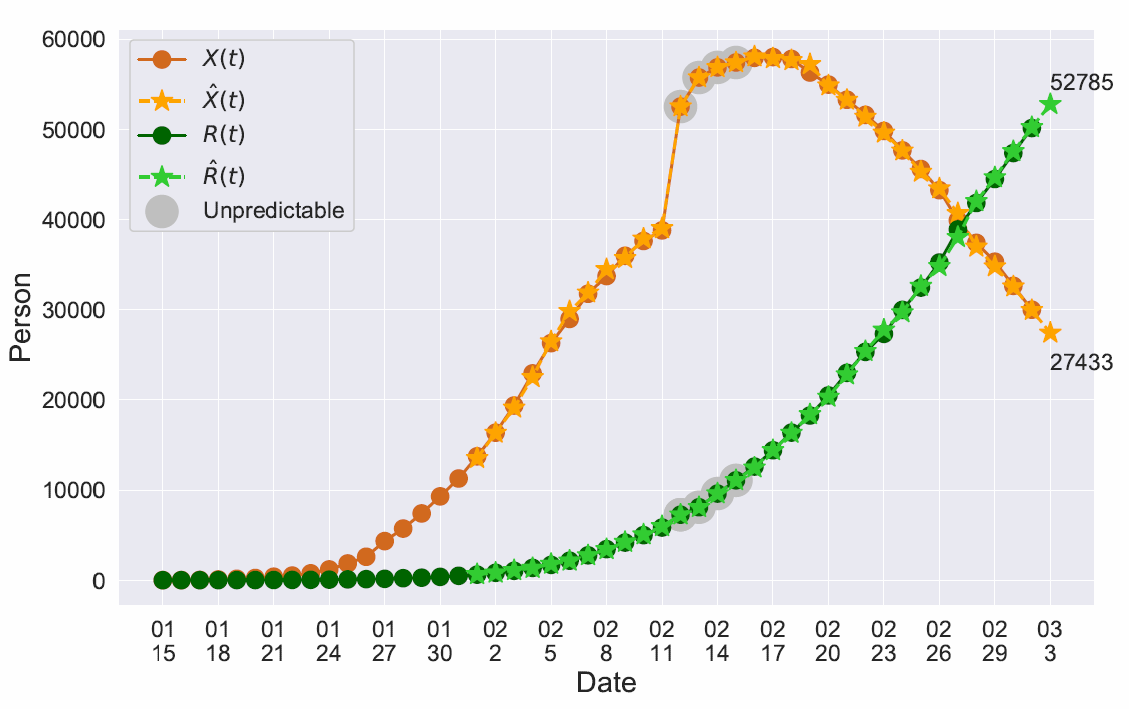 60000
50000
40000
30000
20000
10000
0
Person
X(t)
X̂(t)
R(t)
R̂(t)
Unpredictable
52785
27433
01 01 01 01 01 01 02 02 02 02 02 02 02 02 02 02 03
15 18 21 24 27 30 2 5 8 11 14 17 20 23 26 29 3
Date